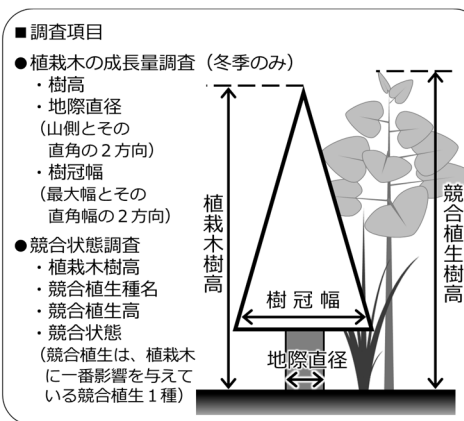 ■調査項目
●植栽木の成長量調査（冬季のみ）
・樹高
・地際直径
（山側とその
直角の２方向）
・樹冠幅
（最大幅とその
直角幅の２方向）
●競合状態調査
・植栽木樹高
・競合植生種名
・競合植生高
・競合状態
（競合植生は、植栽木
に一番影響を与えて
いる競合植生１種）
植栽木樹高
樹冠幅
地際直径
競合植生樹高